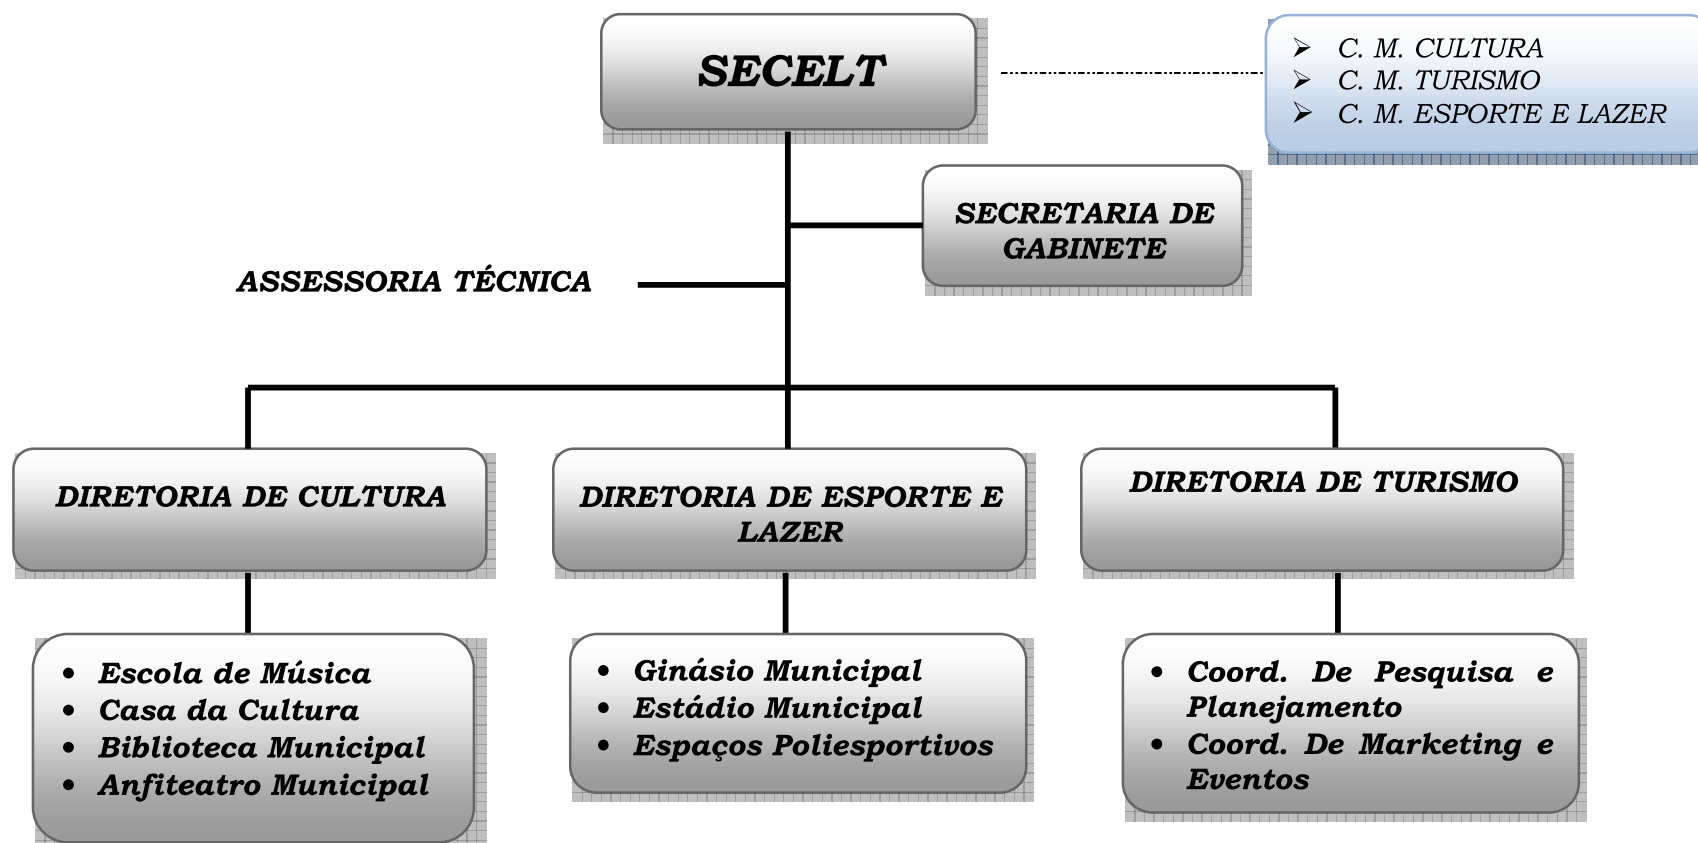 SECELT
➢ C. M. CULTURA
➢ C. M. TURISMO
➢ C. M. ESPORTE E LAZER
SECRETARIA DE
GABINETE
ASSESSORIA TÉCNICA
DIRETORIA DE CULTURA
DIRETORIA DE ESPORTE E
LAZER
DIRETORIA DE TURISMO
• Escola de Música
• Casa da Cultura
• Biblioteca Municipal
• Anfiteatro Municipal
• Ginásio Municipal
• Estádio Municipal
• Espaços Poliesportivos
• Coord. De Pesquisa e
Planejamento
• Coord. De Marketing e
Eventos